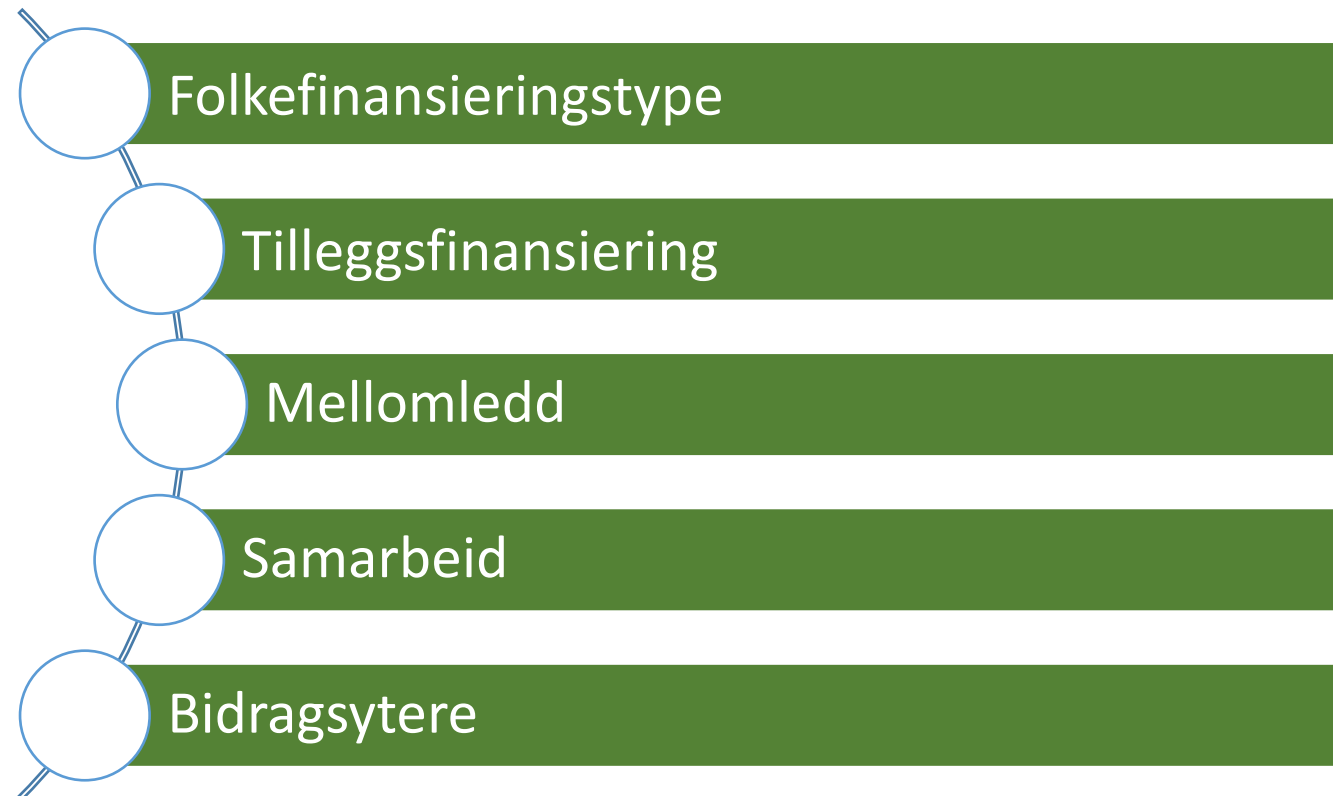 Folkefinansieringstype
Tilleggsfinansiering
Mellomledd
Samarbeid
Bidragsytere